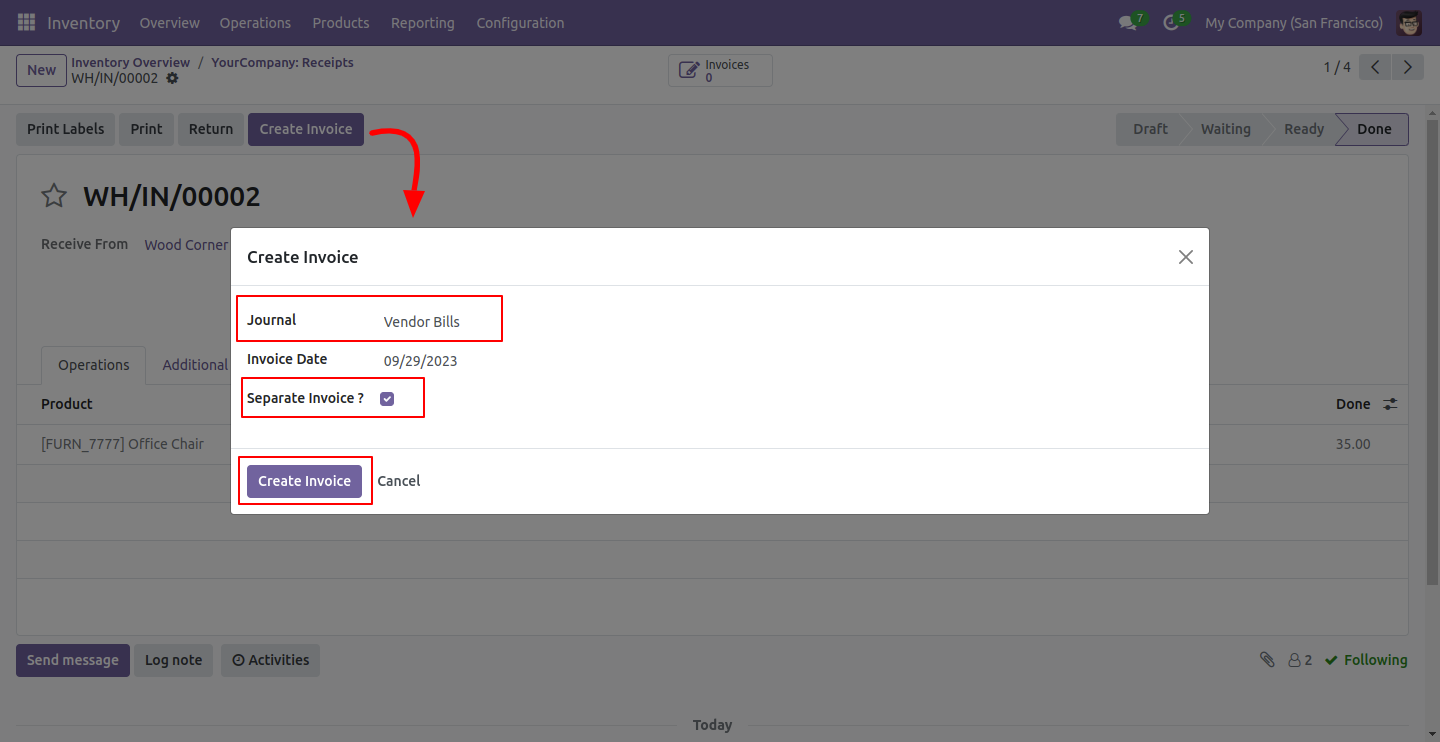 Inventory Overview Operations Products Reporting Configuration 7 5 My Company (San Francisco)
New Inventory Overview / YourCompany: Receipts Invoices 1 / 4
WH/IN/00002 0
Print Labels Print Return Create Invoice Draft Waiting Ready Done
WH/IN/00002
Receive From Wood Corner
Create Invoice
Journal Vendor Bills
Invoice Date 09/29/2023
Separate Invoice ?
Create Invoice Cancel
Operations Additional
Product Done
[FURN_7777] Office Chair 35.00
Send message Log note Activities 2 Following
Today